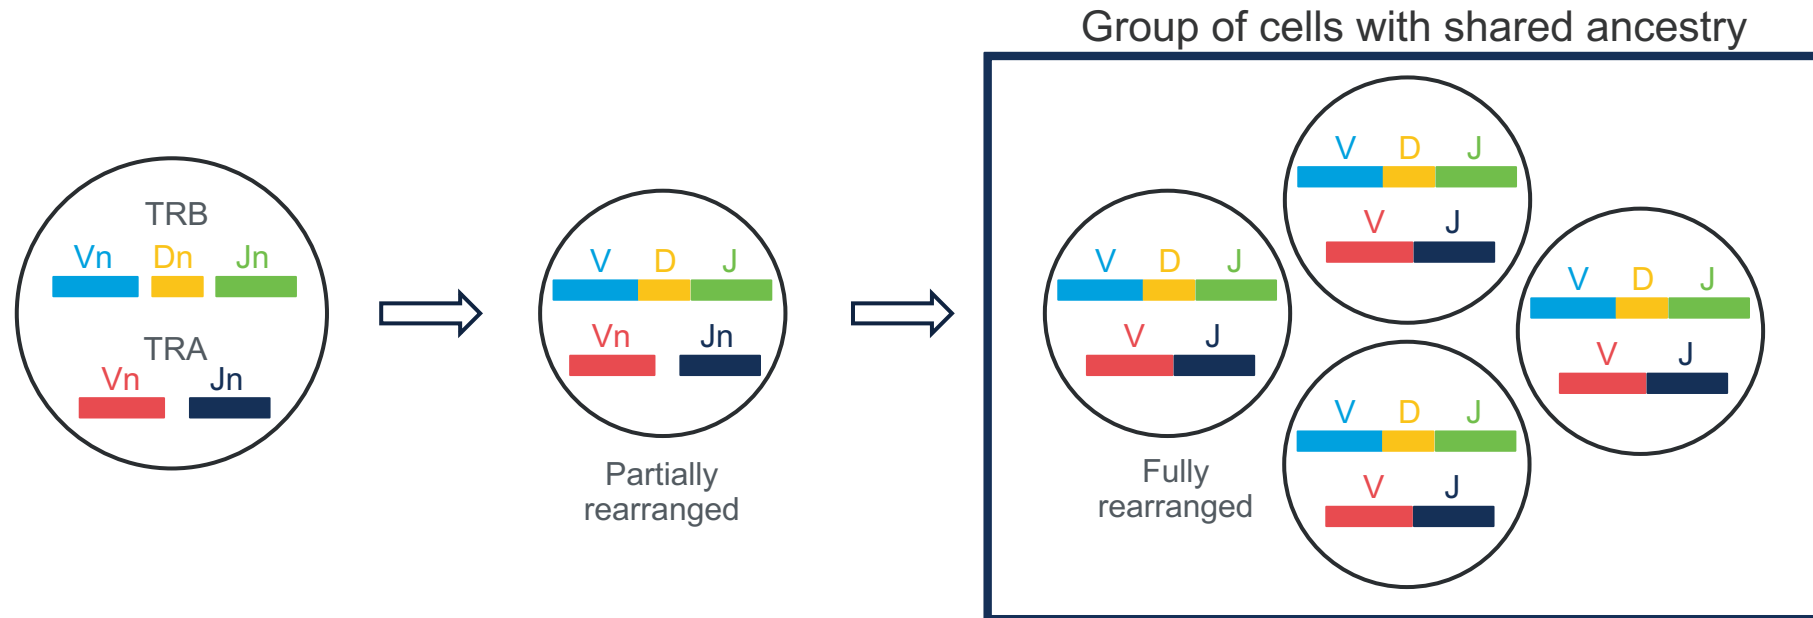 Group of cells with shared ancestry
TRB
Vn Dn Jn
TRA
Vn Jn
V D J
Vn Jn
Partially
rearranged
V D J
V J
Fully
rearranged
V D J
V J
V D J
V J
V D J
V J